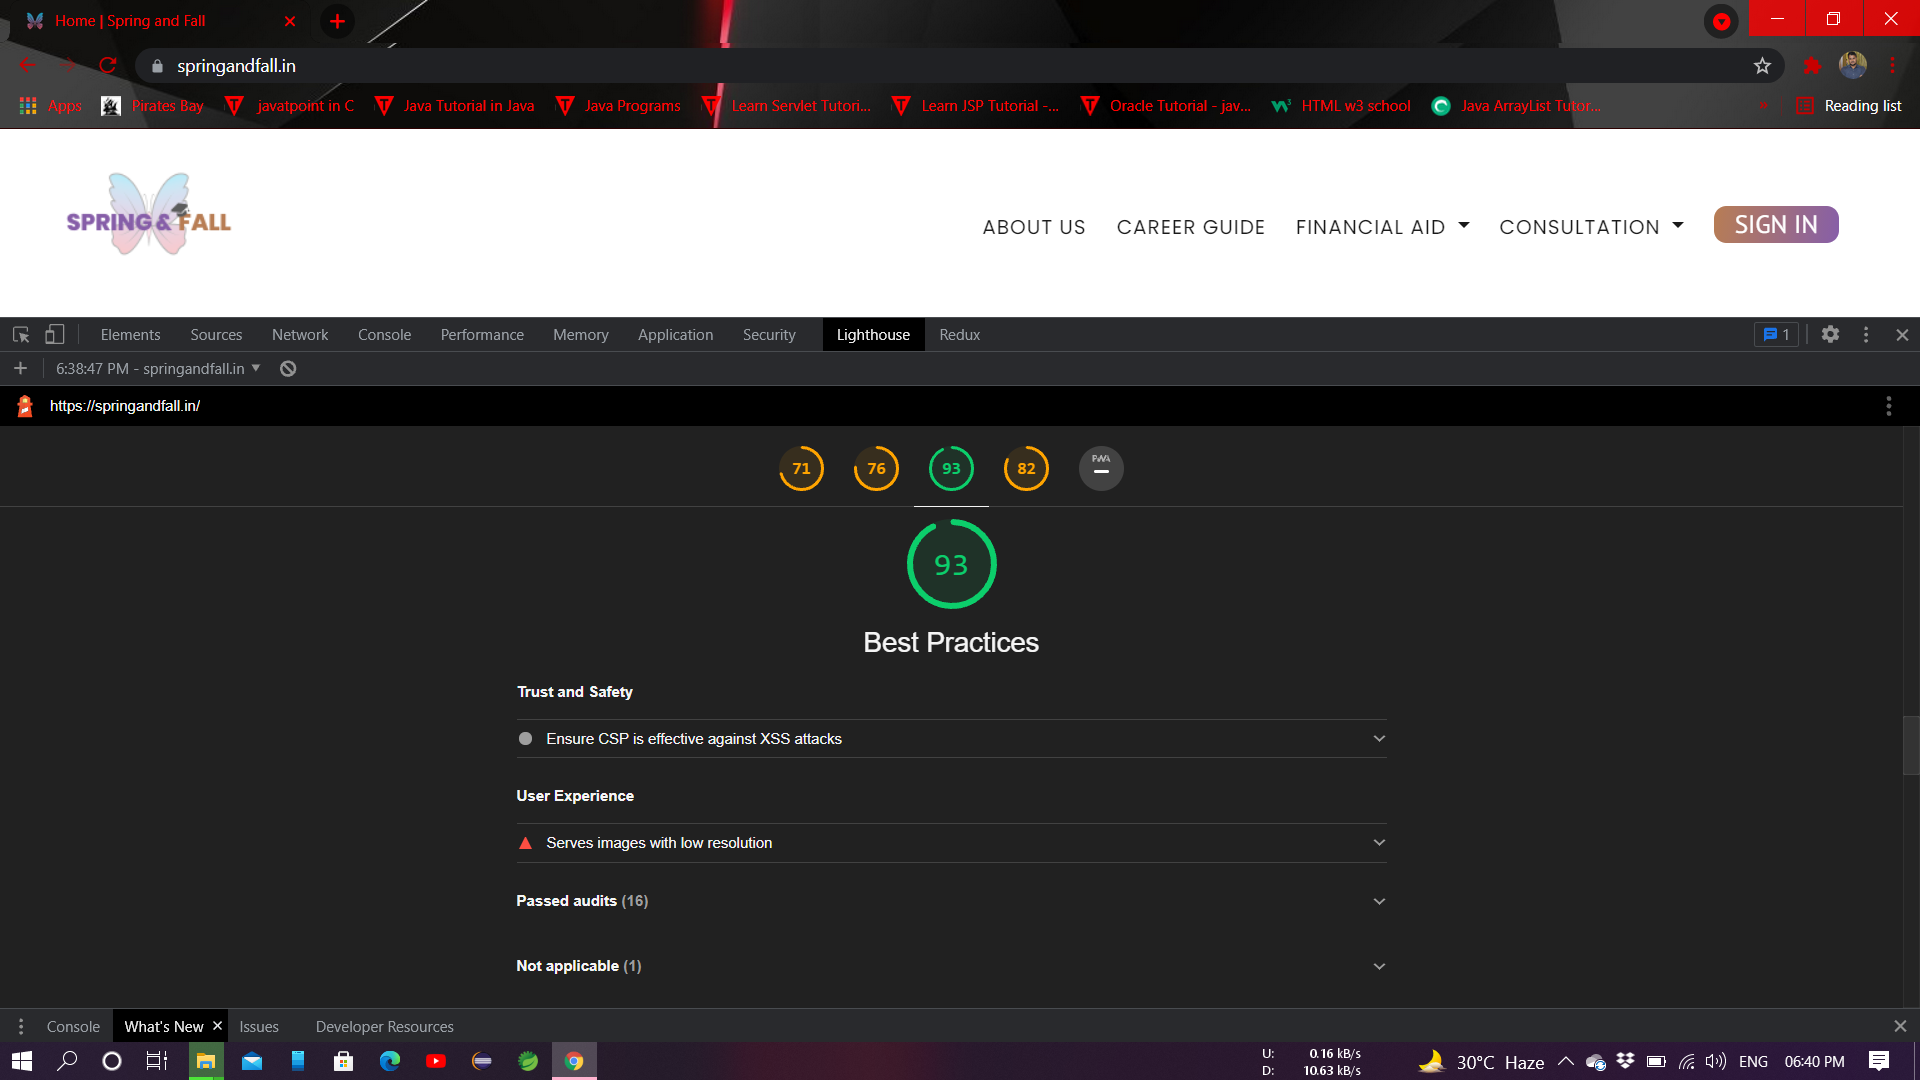 Home | Spring and Fall
springandfall.in
Apps Pirates Bay javatpoint in C Java Tutorial in Java Java Programs Learn Servlet Tutori... Learn JSP Tutorial -... Oracle Tutorial - jav... HTML w3 school Java ArrayList Tutor... » Reading list
SPRING & FALL
ABOUT US CAREER GUIDE FINANCIAL AID CONSULTATION SIGN IN
Elements Sources Network Console Performance Memory Application Security Lighthouse Redux 1
6:38:47 PM - springandfall.in
https://springandfall.in/
71 76 93 82 PWA
93
Best Practices
Trust and Safety
Ensure CSP is effective against XSS attacks
User Experience
Serves images with low resolution
Passed audits (16)
Not applicable (1)
Console What's New Issues Developer Resources
U: 0.16 kB/s
D: 10.63 kB/s
30°C Haze ENG 06:40 PM